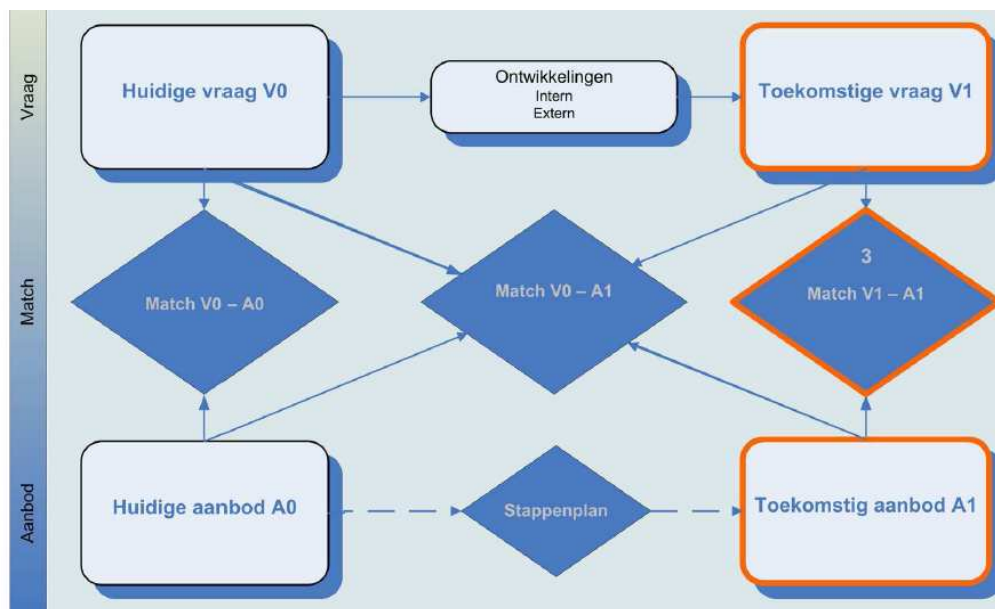 Vraag
Huidige vraag V0
Ontwikkelingen
Intern
Extern
Toekomstige vraag V1
Match
Match V0 – A0
Match V0 – A1
3
Match V1 – A1
Aanbod
Huidige aanbod A0
Stappenplan
Toekomstig aanbod A1